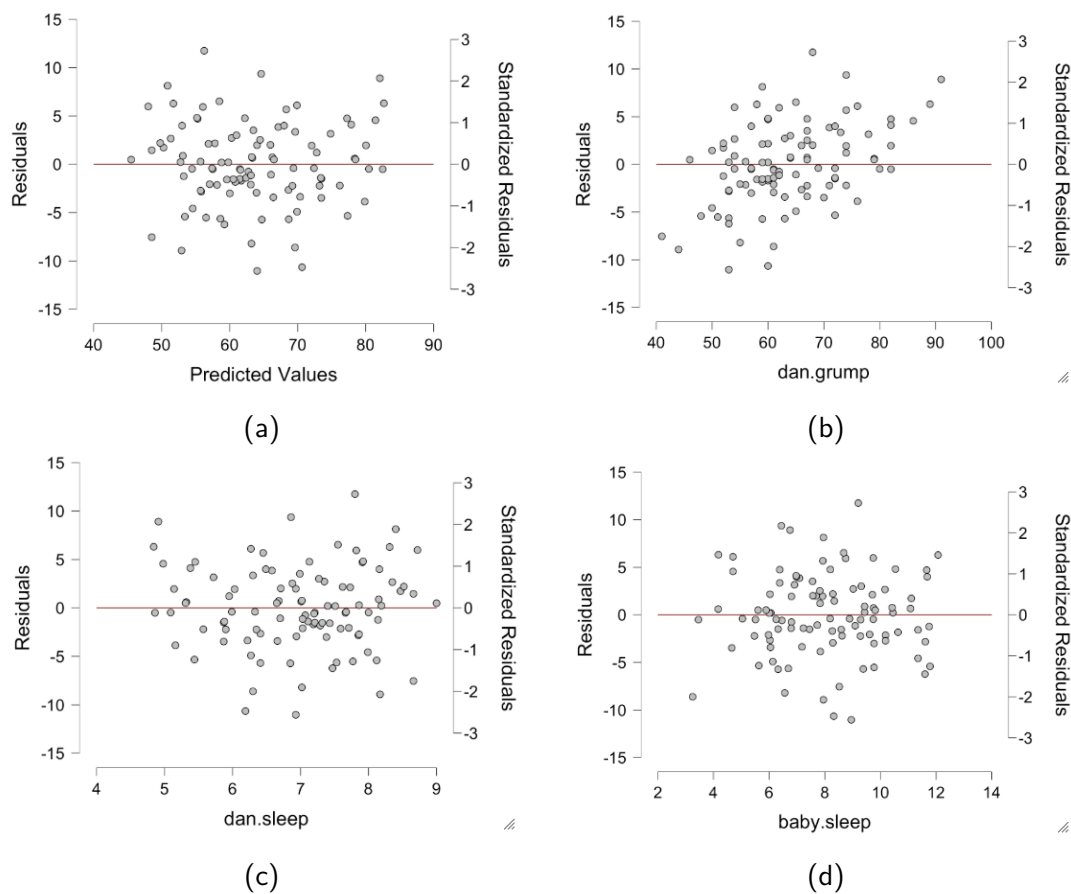 15
10
5
0
-5
-10
-15
Residuals
3
2
1
0
-1
-2
-3
Standardized Residuals
40 50 60 70 80 90
Predicted Values
(a)
15
10
5
0
-5
-10
-15
Residuals
3
2
1
0
-1
-2
-3
Standardized Residuals
40 50 60 70 80 90 100
dan.grump
(b)
15
10
5
0
-5
-10
-15
Residuals
3
2
1
0
-1
-2
-3
Standardized Residuals
4 5 6 7 8 9
dan.sleep
(c)
15
10
5
0
-5
-10
-15
Residuals
3
2
1
0
-1
-2
-3
Standardized Residuals
2 4 6 8 10 12 14
baby.sleep
(d)